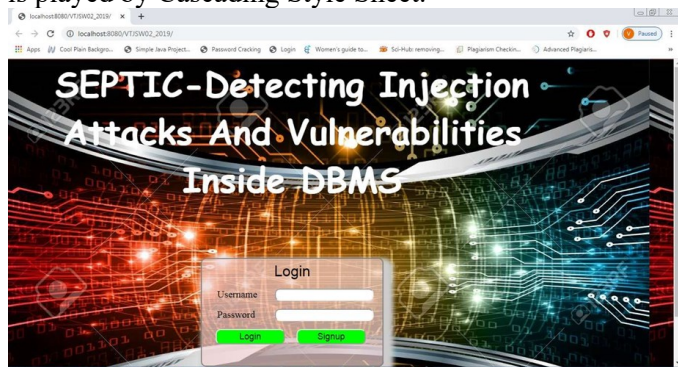 is played by Cascading Style Sheet.
localhost:8080/VT/SW02_2019/
localhost:8080/VT/SW02_2019/
Paused
Apps Cool Plain Backgro... Simple Java Project... Password Cracking Login Women's guide to... Sci-Hub: removing... Plagiarism Checkin... Advanced Plagiaris...
SEPTIC-Detecting Injection
Attacks And Vulnerabilities
Inside DBMS
Login
Username
Password
Login Signup